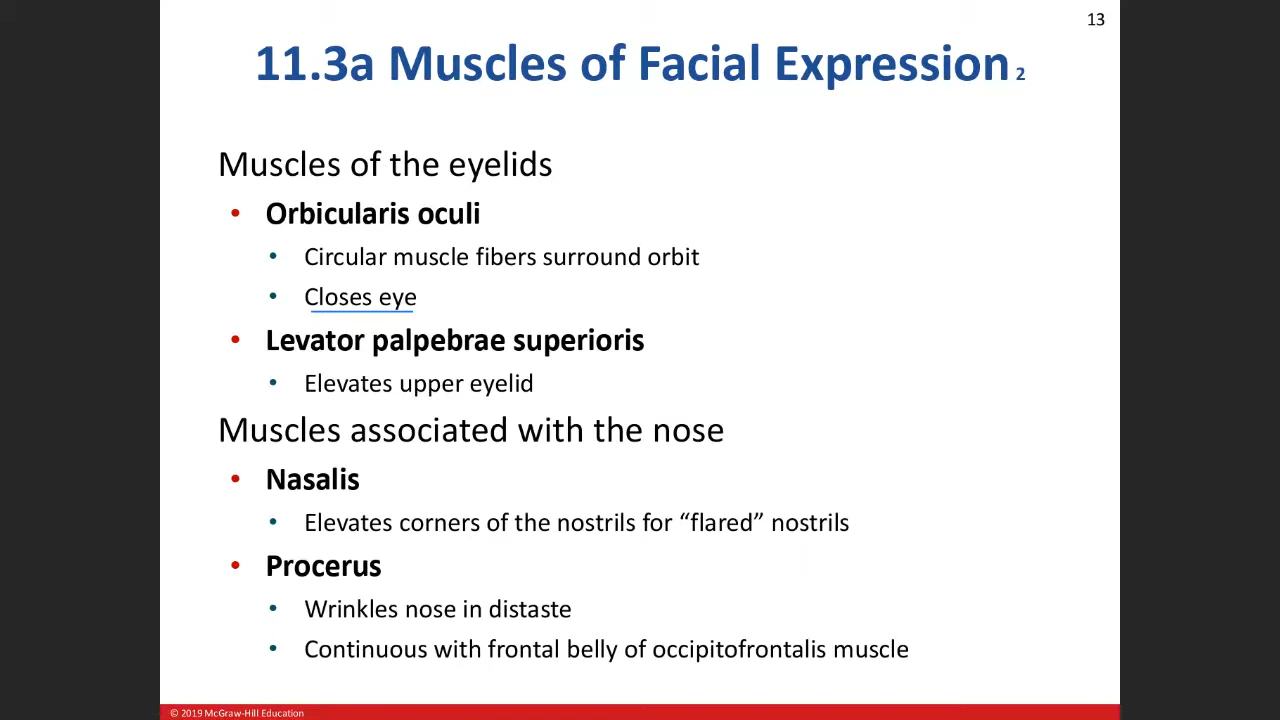 13
11.3a Muscles of Facial Expression 2
Muscles of the eyelids
• Orbicularis oculi
• Circular muscle fibers surround orbit
• Closes eye
• Levator palpebrae superioris
• Elevates upper eyelid
Muscles associated with the nose
• Nasalis
• Elevates corners of the nostrils for “flared” nostrils
• Procerus
• Wrinkles nose in distaste
• Continuous with frontal belly of occipitofrontalis muscle
© 2019 McGraw-Hill Education